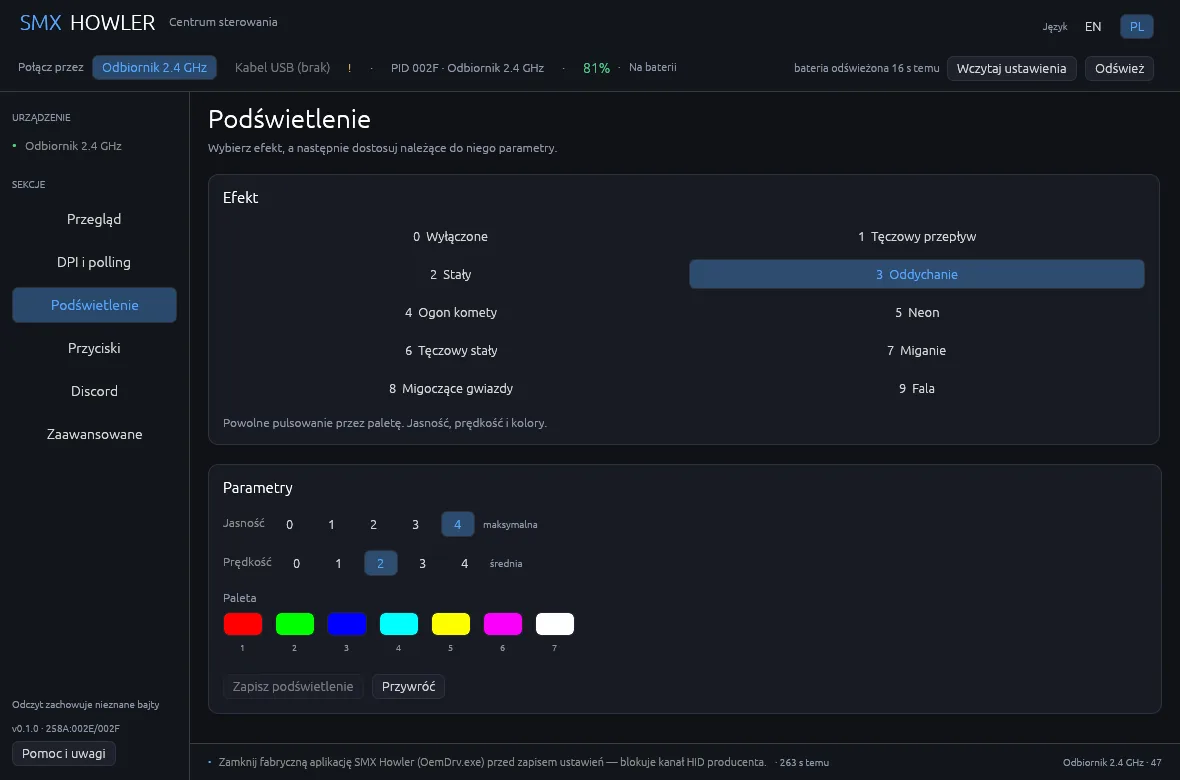 SMX HOWLER Centrum sterowania
Język EN PL
Połącz przez Odbiornik 2.4 GHz Kabel USB (brak) ! · PID 002F · Odbiornik 2.4 GHz · 81% · Na baterii
bateria odświeżona 16 s temu Wczytaj ustawienia Odśwież
URZĄDZENIE
• Odbiornik 2.4 GHz
SEKCJE
Przegląd
DPI i polling
Podświetlenie
Przyciski
Discord
Zaawansowane
Odczyt zachowuje nieznane bajty
v0.1.0 · 258A:002E/002F
Pomoc i uwagi
Podświetlenie
Wybierz efekt, a następnie dostosuj należące do niego parametry.
Efekt
0 Wyłączone
1 Tęczowy przepływ
2 Stały
3 Oddychanie
4 Ogon komety
5 Neon
6 Tęczowy stały
7 Miganie
8 Migoczące gwiazdy
9 Fala
Powolne pulsowanie przez paletę. Jasność, prędkość i kolory.
Parametry
Jasność 0 1 2 3 4 maksymalna
Prędkość 0 1 2 3 4 średnia
Paleta
1 2 3 4 5 6 7
Zapisz podświetlenie Przywróć
• Zamknij fabryczną aplikację SMX Howler (OemDrv.exe) przed zapisem ustawień — blokuje kanał HID producenta. · 263 s temu
Odbiornik 2.4 GHz · 47